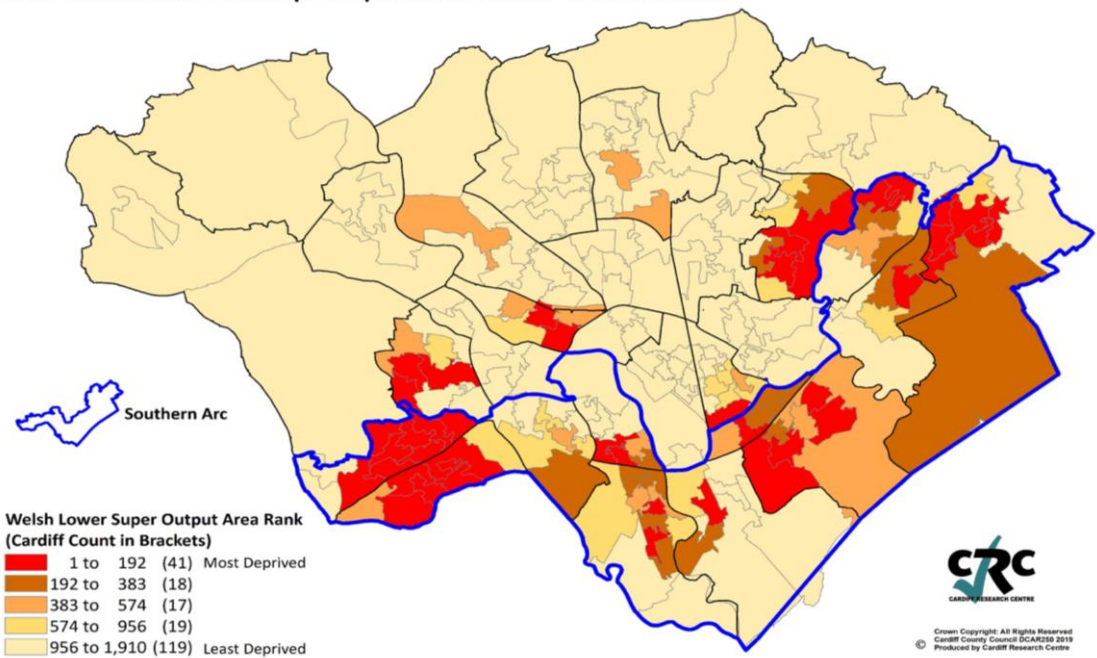 Southern Arc
Welsh Lower Super Output Area Rank
(Cardiff Count in Brackets)
1 to 192 (41) Most Deprived
192 to 383 (18)
383 to 574 (17)
574 to 956 (19)
956 to 1,910 (119) Least Deprived
CRC
CARDIFF RESEARCH CENTRE
Crown Copyright: All Rights Reserved
Cardiff County Council DCAR250 2019
© Produced by Cardiff Research Centre